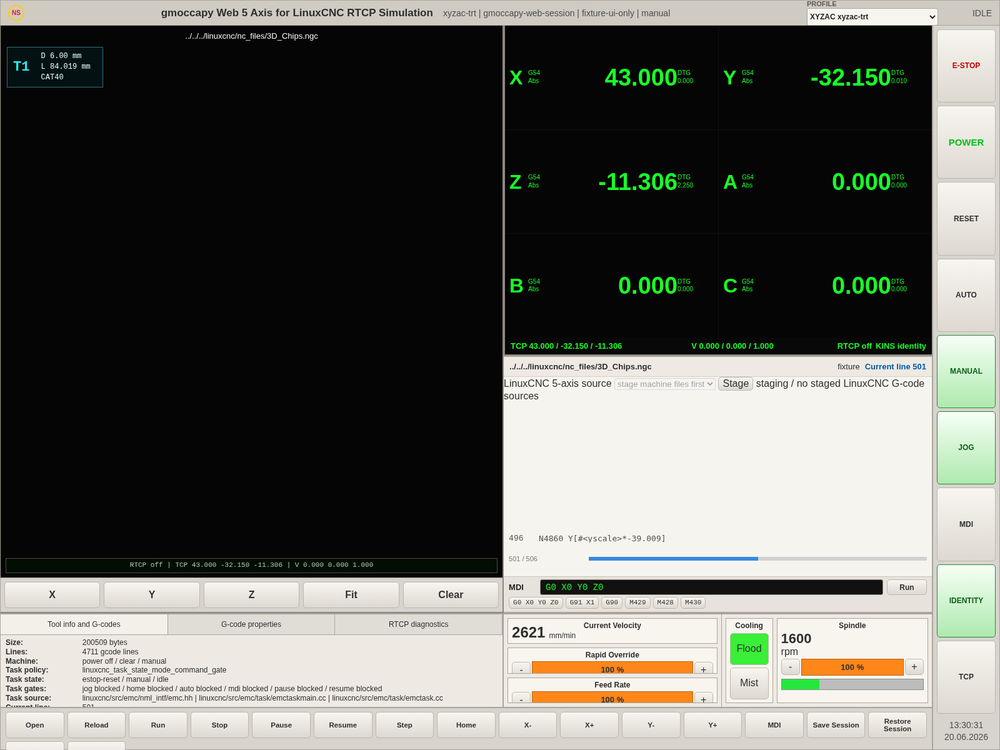 NS
gmoccapy Web 5 Axis for LinuxCNC RTCP Simulation
xyzac-trt | gmoccapy-web-session | fixture-ui-only | manual
PROFILE
XYZAC xyzac-trt
IDLE
../../../linuxcnc/nc_files/3D_Chips.ngc
T1
D 6.00 mm
L 84.019 mm
CAT40
X G54 Abs 43.000 DTG 0.000
Y G54 Abs -32.150 DTG 0.010
Z G54 Abs -11.306 DTG 2.250
A G54 Abs 0.000 DTG 0.000
B G54 Abs 0.000 DTG 0.000
C G54 Abs 0.000 DTG 0.000
TCP 43.000 / -32.150 / -11.306
V 0.000 / 0.000 / 1.000
RTCP off KINS identity
../../../linuxcnc/nc_files/3D_Chips.ngc
fixture Current line 501
LinuxCNC 5-axis source stage machine files first Stage staging / no staged LinuxCNC G-code
sources
496 N4860 Y[#<yscale>*-39.009]
501 / 506
MDI G0 X0 Y0 Z0 Run
G0 X0 Y0 Z0 G91 X1 G90 M429 M428 M430
RTCP off | TCP 43.000 -32.150 -11.306 | V 0.000 0.000 1.000
X Y Z Fit Clear
Tool info and G-codes G-code properties RTCP diagnostics
Size: 200509 bytes
Lines: 4711 gcode lines
Machine: power off / clear / manual
Task policy: linuxcnc_task_state_mode_command_gate
Task state: estop-reset / manual / idle
Task gates: jog blocked / home blocked / auto blocked / mdi blocked / pause blocked / resume blocked
Task source: linuxcnc/src/emc/nml_intf/emc.hh | linuxcnc/src/emc/task/emctaskmain.cc | linuxcnc/src/emc/task/emctask.cc
Current line: 501
Current Velocity
2621 mm/min
Rapid Override
- 100 % +
Feed Rate
- 100 % +
Cooling
Flood
Mist
Spindle
1600
rpm
- 100 % +
E-STOP
POWER
RESET
AUTO
MANUAL
JOG
MDI
IDENTITY
TCP
Open Reload Run Stop Pause Resume Step Home X- X+ Y- Y+ MDI Save Session Restore Session
13:30:31
20.06.2026